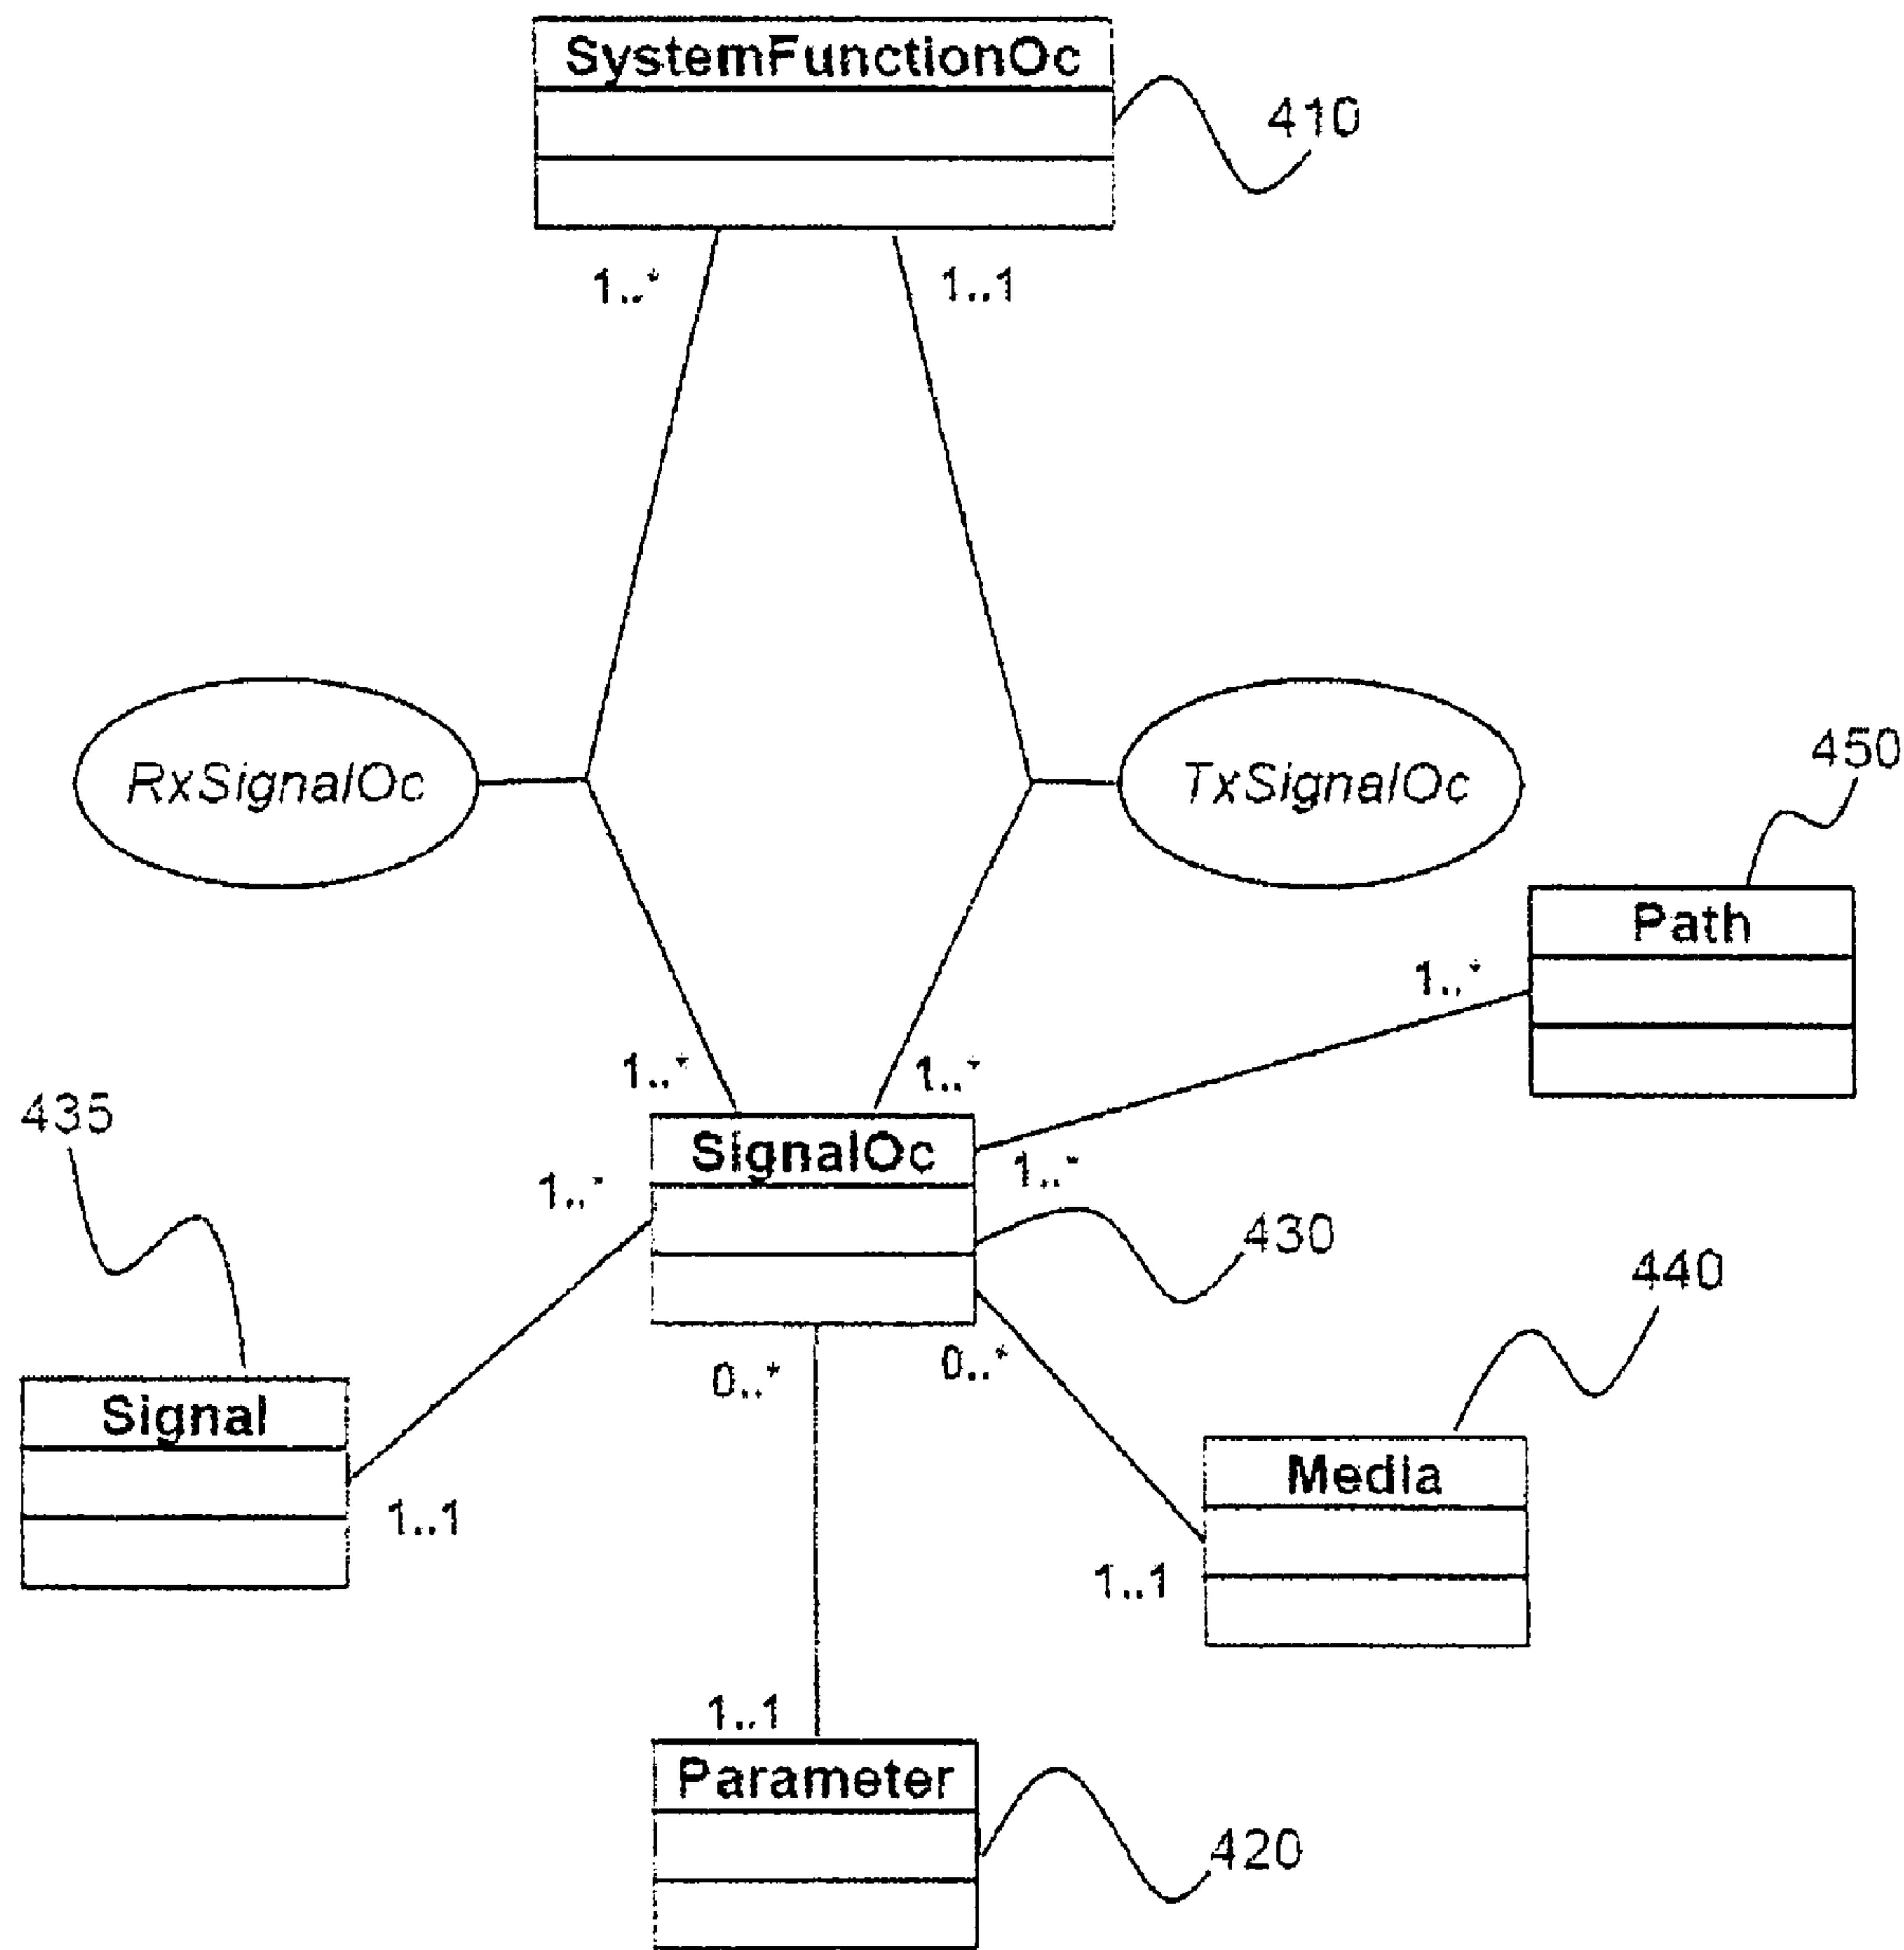 SystemFunctionOc
410
1..*
1..1
RxSignalOc
TxSignalOc
450
Path
1..*
1..*
1..*
435
SignalOc
1..*
1..*
430
440
0..*
0..*
Signal
Media
1..1
1..1
1..1
Parameter
420